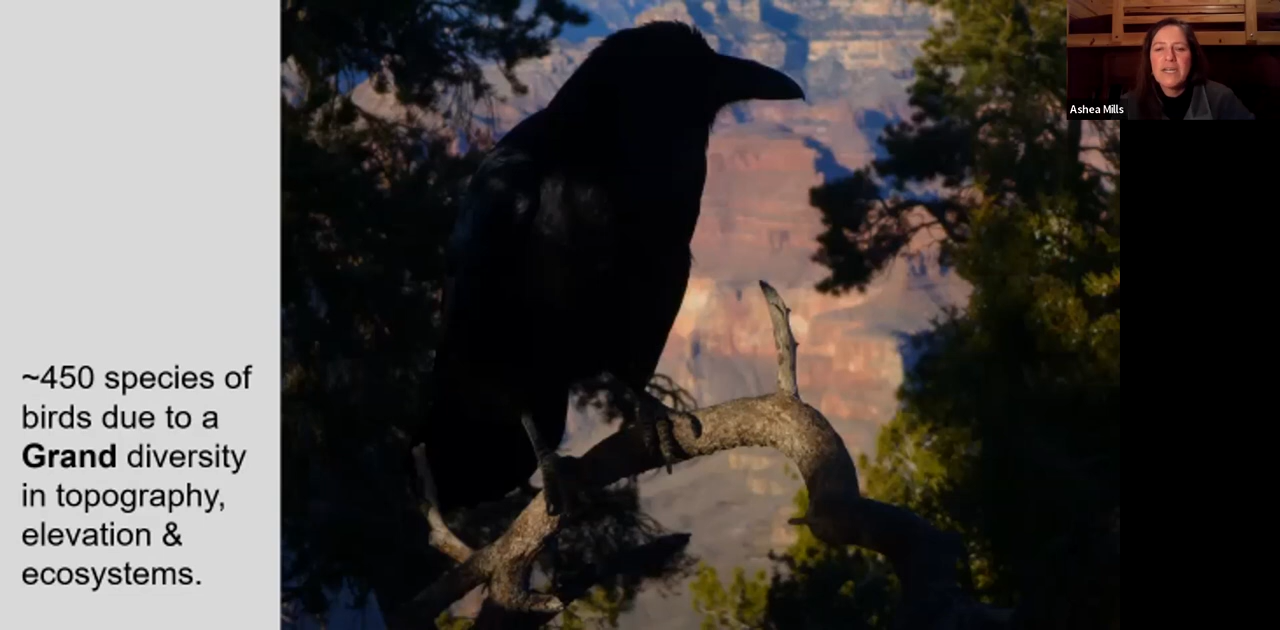 ~450 species of
birds due to a
Grand diversity
in topography,
elevation &
ecosystems.
Ashea Mills